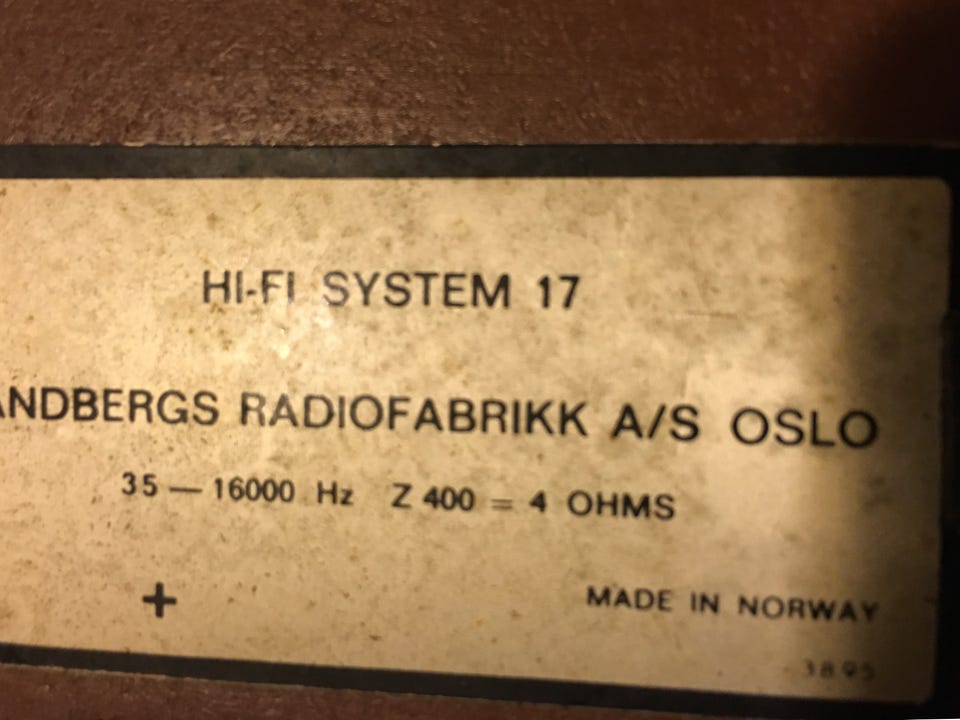 HI-FI SYSTEM 17
ANDBERGS RADIOFABRIKK A/S OSLO
35 — 16000 Hz Z 400 = 4 OHMS
+
MADE IN NORWAY
3895